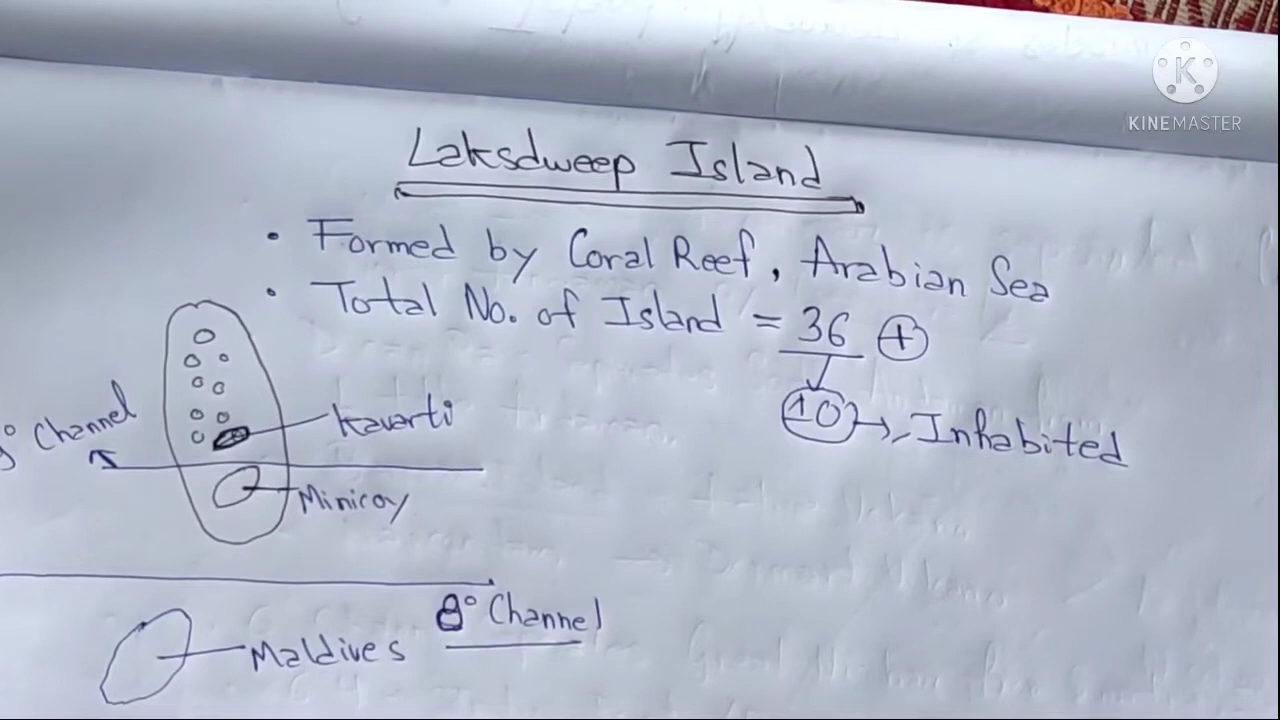 KINEMASTER
Laksdweep Island
• Formed by Coral Reef, Arabian Sea
• Total No. of Island = 36 +
10 → Inhabited
° Channel
Kavarti
Minicoy
8° Channel
Maldives